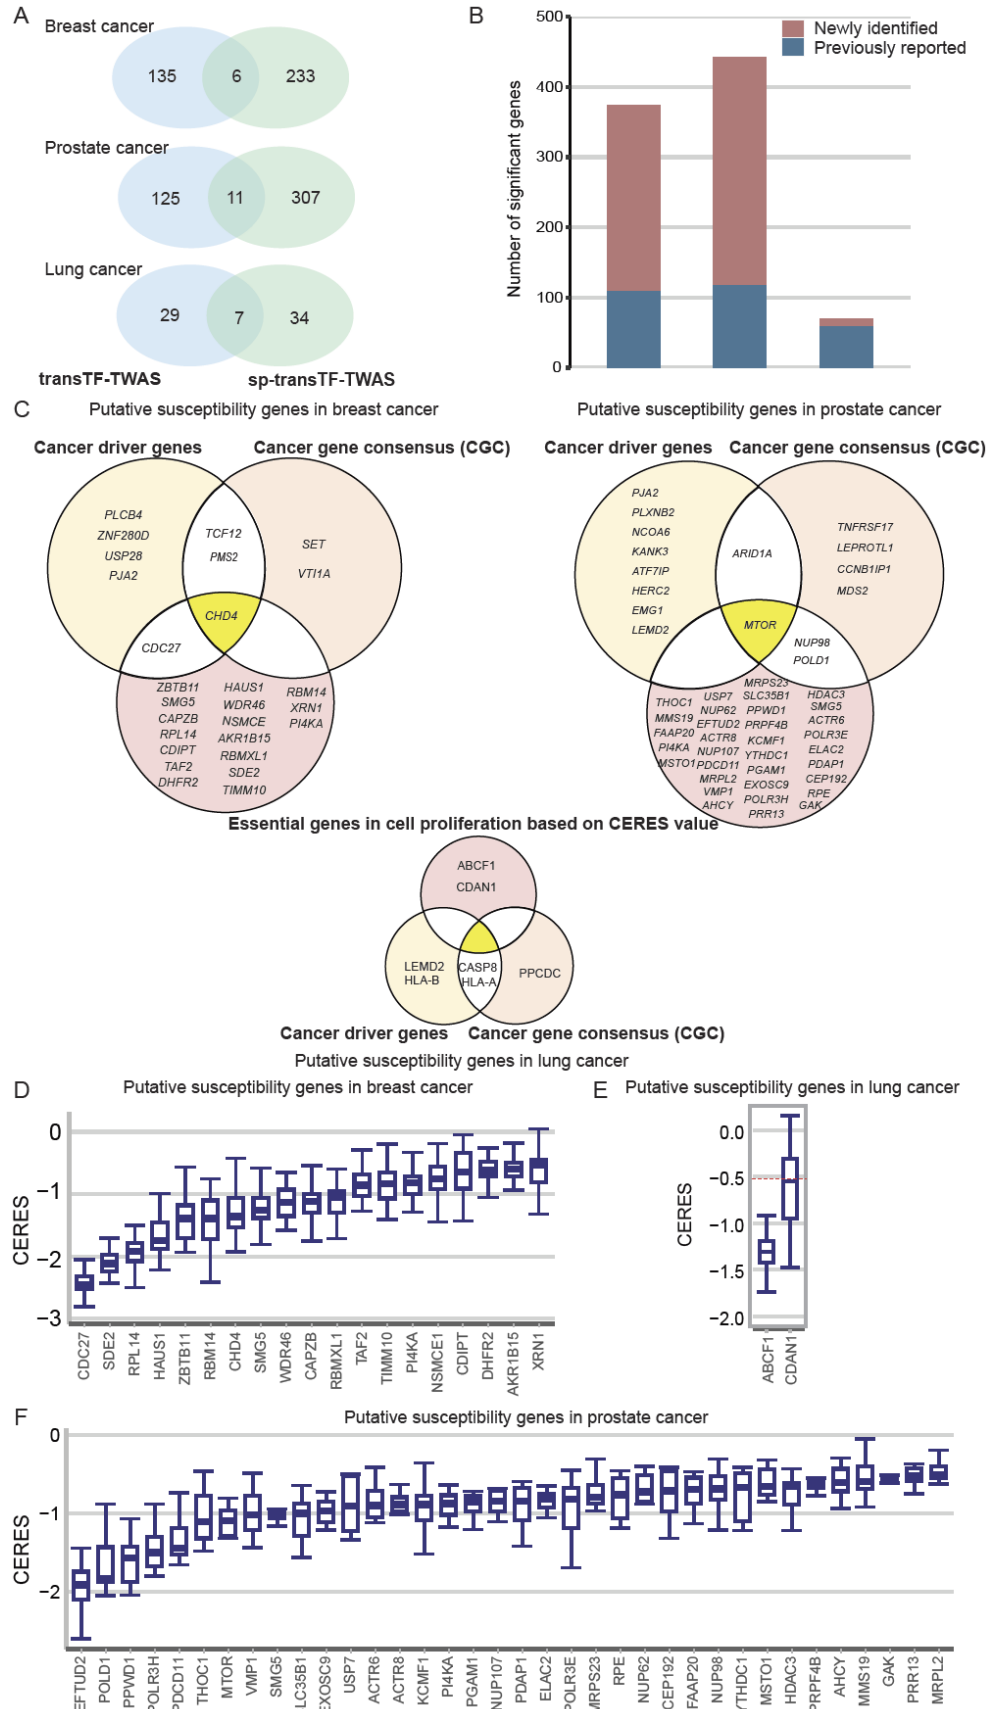 A
Breast cancer
135
6
233
Prostate cancer
125
11
307
Lung cancer
29
7
34
transTF-TWAS
sp-transTF-TWAS
B
500
400
300
200
100
0
Number of significant genes
Newly identified
Previously reported
C
Putative susceptibility genes in breast cancer
Cancer driver genes
Cancer gene consensus (CGC)
PLCB4
ZNF280D
USP28
PJA2
TCF12
PMS2
SET
VTI1A
CHD4
CDC27
ZBTB11
SMG5
CAPZB
RPL14
CDIPT
TAF2
DHFR2
HAUS1
WDR46
NSMCE
AKR1B15
RBMXL1
SDE2
TIMM10
RBM14
XRN1
PI4KA
Putative susceptibility genes in prostate cancer
Cancer driver genes
Cancer gene consensus (CGC)
PJA2
PLXNB2
NCOA6
KANK3
ATF7IP
HERC2
EMG1
LEMD2
ARID1A
TNFRSF17
LEPROTL1
CCNB1IP1
MDS2
MTOR
NUP98
POLD1
THOC1
MMS19
FAAP20
PI4KA
MSTO1
USP7
NUP62
EFTUD2
ACTR8
NUP107
PDCD11
MRPL2
VMP1
AHCY
MRPS23
SLC35B1
PPWD1
PRPF4B
KCMF1
YTHDC1
PGAM1
EXOSC9
POLR3H
PRR13
HDAC3
SMG5
ACTR6
POLR3E
ELAC2
PDAP1
CEP192
RPE
GAK
Essential genes in cell proliferation based on CERES value
ABCF1
CDAN1
LEMD2
HLA-B
CASP8
HLA-A
PPCDC
Cancer driver genes
Cancer gene consensus (CGC)
Putative susceptibility genes in lung cancer
D
Putative susceptibility genes in breast cancer
CERES
0
−1
−2
−3
CDC27
SDE2
RPL14
HAUS1
ZBTB11
RBM14
CHD4
SMG5
WDR46
CAPZB
RBMXL1
TAF2
TIMM10
PI4KA
NSMCE1
CDIPT
DHFR2
AKR1B15
XRN1
E
Putative susceptibility genes in lung cancer
CERES
0.0
−0.5
−1.0
−1.5
−2.0
ABCF1
CDAN1
F
Putative susceptibility genes in prostate cancer
CERES
0
−1
−2
EFTUD2
POLD1
PPWD1
POLR3H
PDCD11
THOC1
MTOR
VMP1
SMG5
LC35B1
EXOSC9
USP7
ACTR6
ACTR8
KCMF1
PI4KA
PGAM1
NUP107
PDAP1
ELAC2
POLR3E
MRPS23
RPE
NUP62
CEP192
FAAP20
NUP98
YTHDC1
MSTO1
HDAC3
PRPF4B
AHCY
MMS19
GAK
PRR13
MRPL2